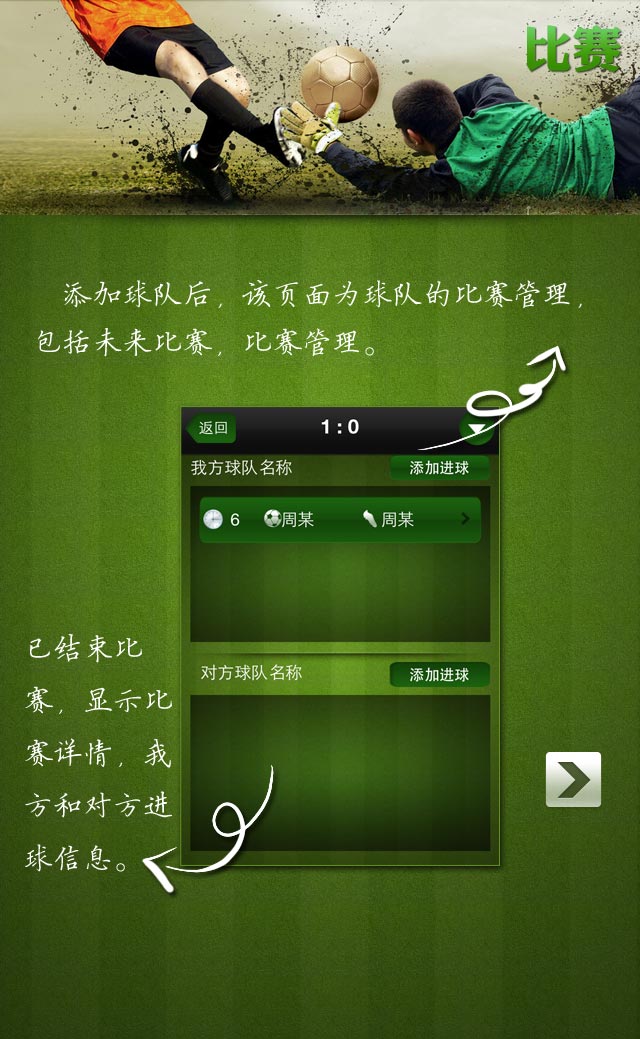 比赛
添加球队后，该页面为球队的比赛管理，
包括未来比赛，比赛管理。
返回
1:0
我方球队名称
添加进球
6 周某 周某
对方球队名称
添加进球
已结束比
赛，显示比
赛详情，我
方和对方进
球信息。